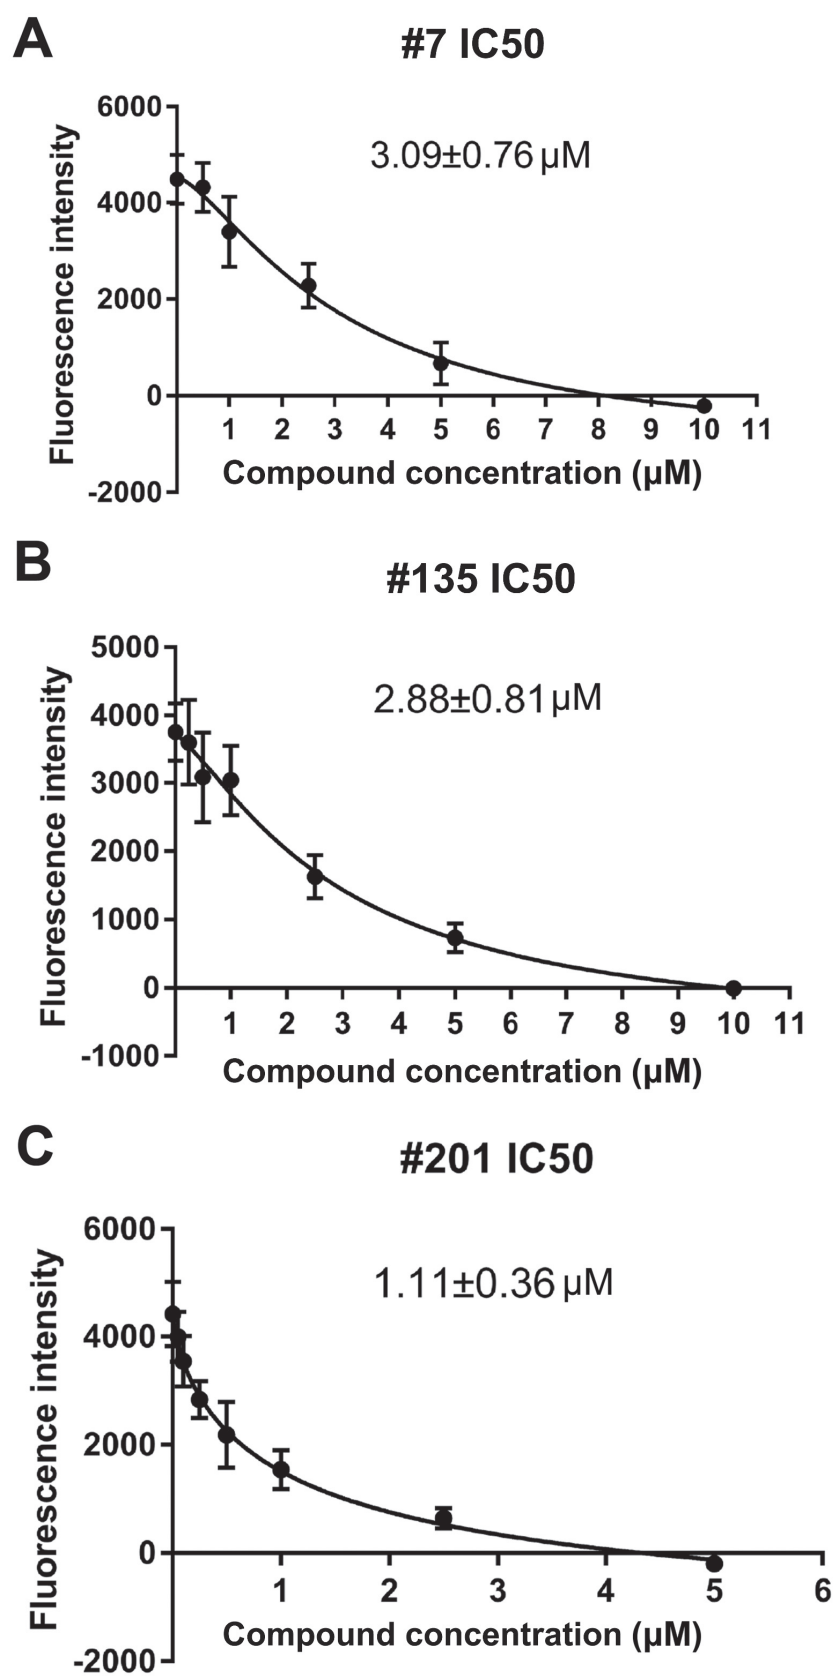 A
#7 IC50
3.09±0.76 µM
Fluorescence intensity
6000
4000
2000
0
-2000
1 2 3 4 5 6 7 8 9 10 11
Compound concentration (µM)
B
#135 IC50
2.88±0.81 µM
Fluorescence intensity
5000
4000
3000
2000
1000
0
-1000
1 2 3 4 5 6 7 8 9 10 11
Compound concentration (µM)
C
#201 IC50
1.11±0.36 µM
Fluorescence intensity
6000
4000
2000
0
-2000
1 2 3 4 5 6
Compound concentration (µM)